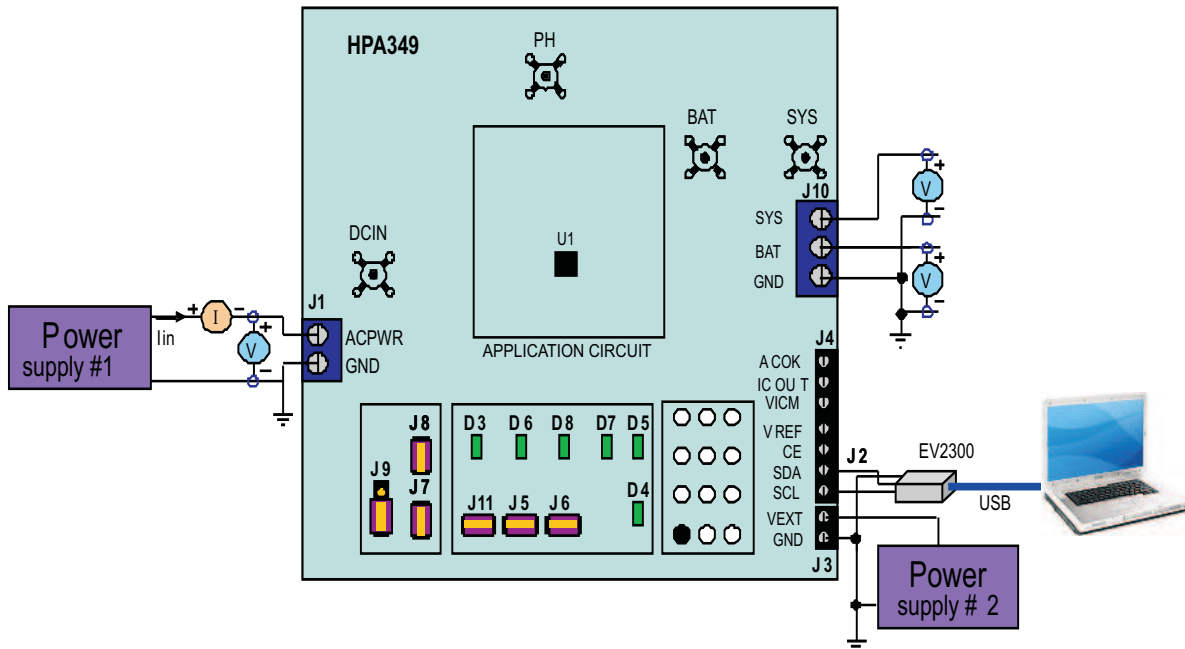 HPA349
PH
BAT
SYS
J10
SYS
BAT
GND
+
V
-
+
V
-
DCIN
U1
APPLICATION CIRCUIT
J1
ACPWR
GND
Power
supply #1
+
I
-
Iin
+
V
-
J4
A COK
IC OU T
VICM
V REF
CE
SDA
SCL
J2
EV2300
USB
VEXT
GND
J3
Power
supply # 2
J8
J9
J7
D3
D6
D8
D7
D5
J11
J5
J6
D4